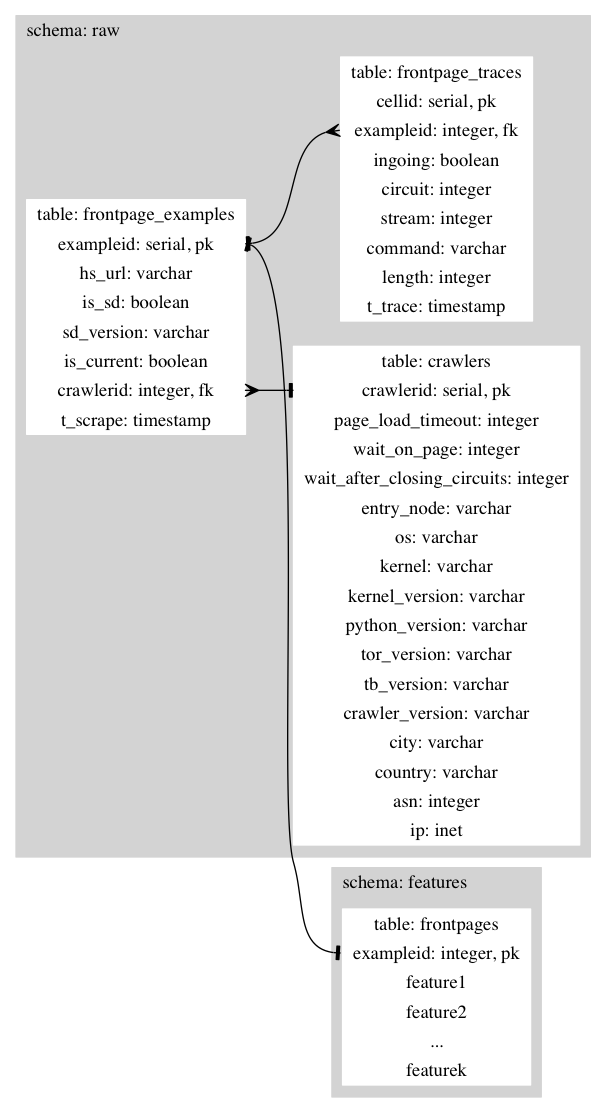 schema: raw
table: frontpage_traces
cellid: serial, pk
exampleid: integer, fk
ingoing: boolean
circuit: integer
stream: integer
command: varchar
length: integer
t_trace: timestamp
table: frontpage_examples
exampleid: serial, pk
hs_url: varchar
is_sd: boolean
sd_version: varchar
is_current: boolean
crawlerid: integer, fk
t_scrape: timestamp
table: crawlers
crawlerid: serial, pk
page_load_timeout: integer
wait_on_page: integer
wait_after_closing_circuits: integer
entry_node: varchar
os: varchar
kernel: varchar
kernel_version: varchar
python_version: varchar
tor_version: varchar
tb_version: varchar
crawler_version: varchar
city: varchar
country: varchar
asn: integer
ip: inet
schema: features
table: frontpages
exampleid: integer, pk
feature1
feature2
...
featurek